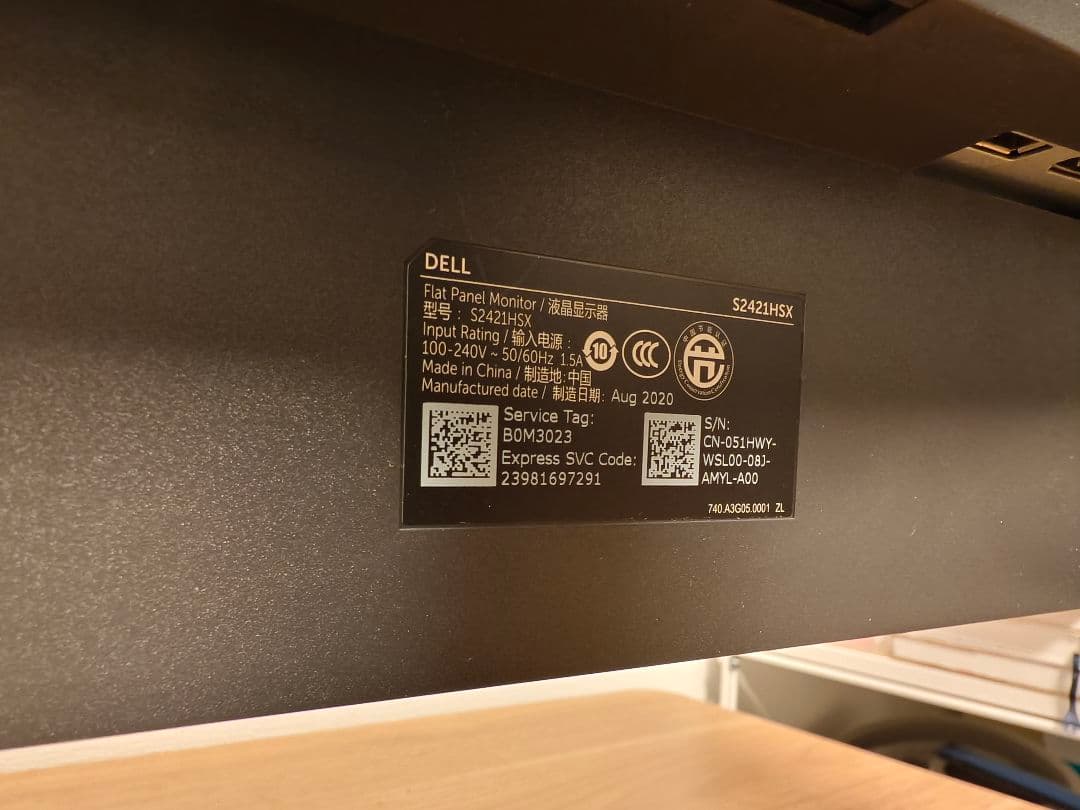 DELL
S2421HSX
Flat Panel Monitor / 液晶显示器
型号： S2421HSX
Input Rating / 输入电源：
100-240V ~ 50/60Hz 1.5A
Made in China / 制造地:中国
Manufactured date / 制造日期: Aug 2020
10
CCC
Service Tag:
B0M3023
Express SVC Code:
23981697291
S/N:
CN-051HWY-
WSL00-08J-
AMYL-A00
740.A3G05.0001 ZL